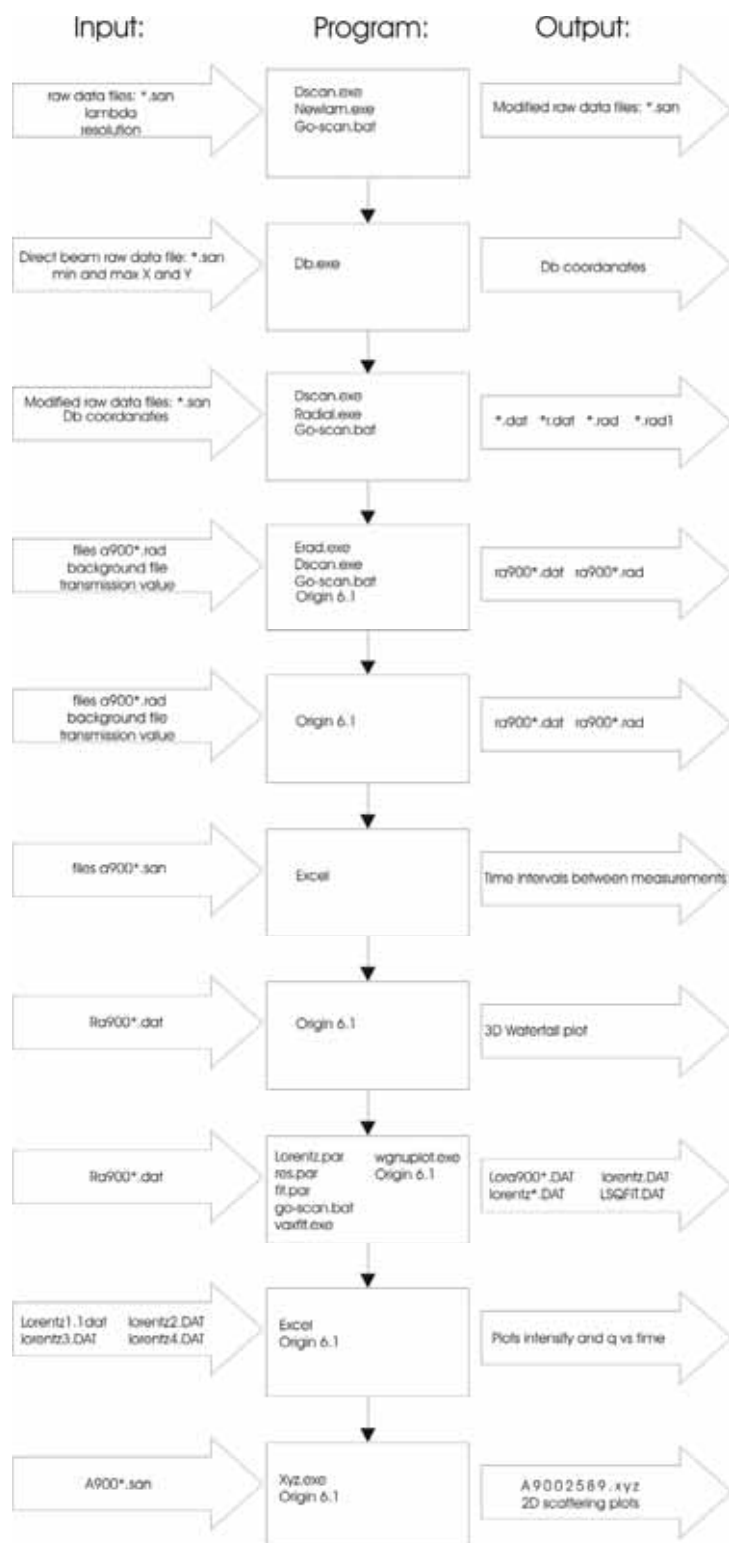 Input:
Program:
Output:
raw data files: *.san
lambda
resolution
Dscan.exe
Newlam.exe
Go-scan.bat
Modified raw data files: *.san
Direct beam raw data file: *.san
min and max X and Y
Db.exe
Db coordanates
Modified raw data files: *.san
Db coordanates
Dscan.exe
Radial.exe
Go-scan.bat
*.dat *r.dat *.rad *.rad1
files a900*.rad
background file
transmission value
Erad.exe
Dscan.exe
Go-scan.bat
Origin 6.1
ra900*.dat ra900*.rad
files a900*.rad
background file
transmission value
Origin 6.1
ra900*.dat ra900*.rad
files a900*.san
Excel
Time intervals between measurements
Ra900*.dat
Origin 6.1
3D Waterfall plot
Ra900*.dat
Lorentz.par wgnuplot.exe
res.par Origin 6.1
fit.par
go-scan.bat
vaxfit.exe
Lora900*.DAT lorentz.DAT
lorentz*.DAT LSQFIT.DAT
Lorentz1.1dat lorentz2.DAT
lorentz3.DAT lorentz4.DAT
Excel
Origin 6.1
Plots intensity and q vs time
A900*.san
Xyz.exe
Origin 6.1
A9002589.xyz
2D scattering plots